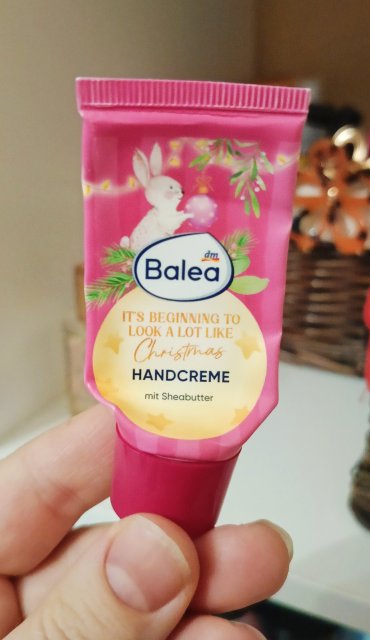 dm
Balea
IT'S BEGINNING TO
LOOK A LOT LIKE
Christmas
HANDCREME
mit Sheabutter